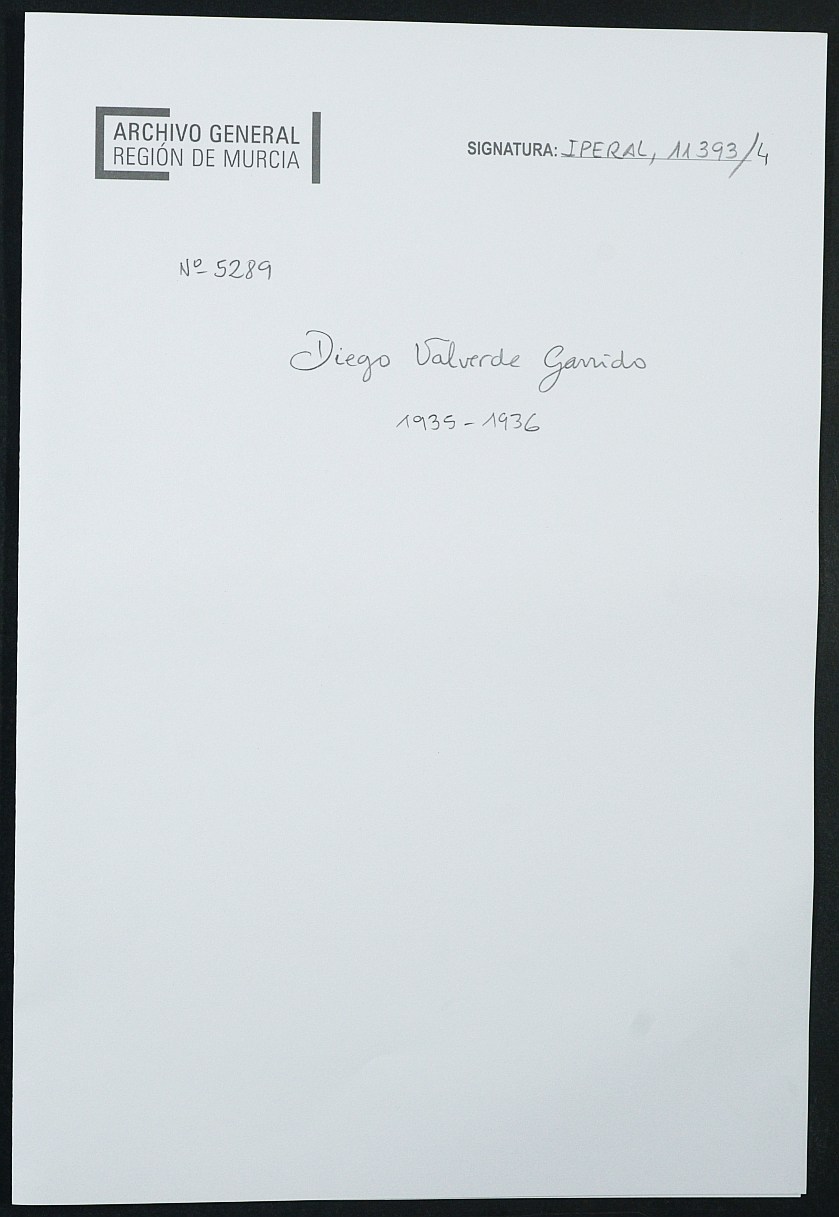 ARCHIVO GENERAL
REGIÓN DE MURCIA
SIGNATURA: IPERAL, 11393/4
Nº 5289
Diego Valverde Garrido
1935-1936